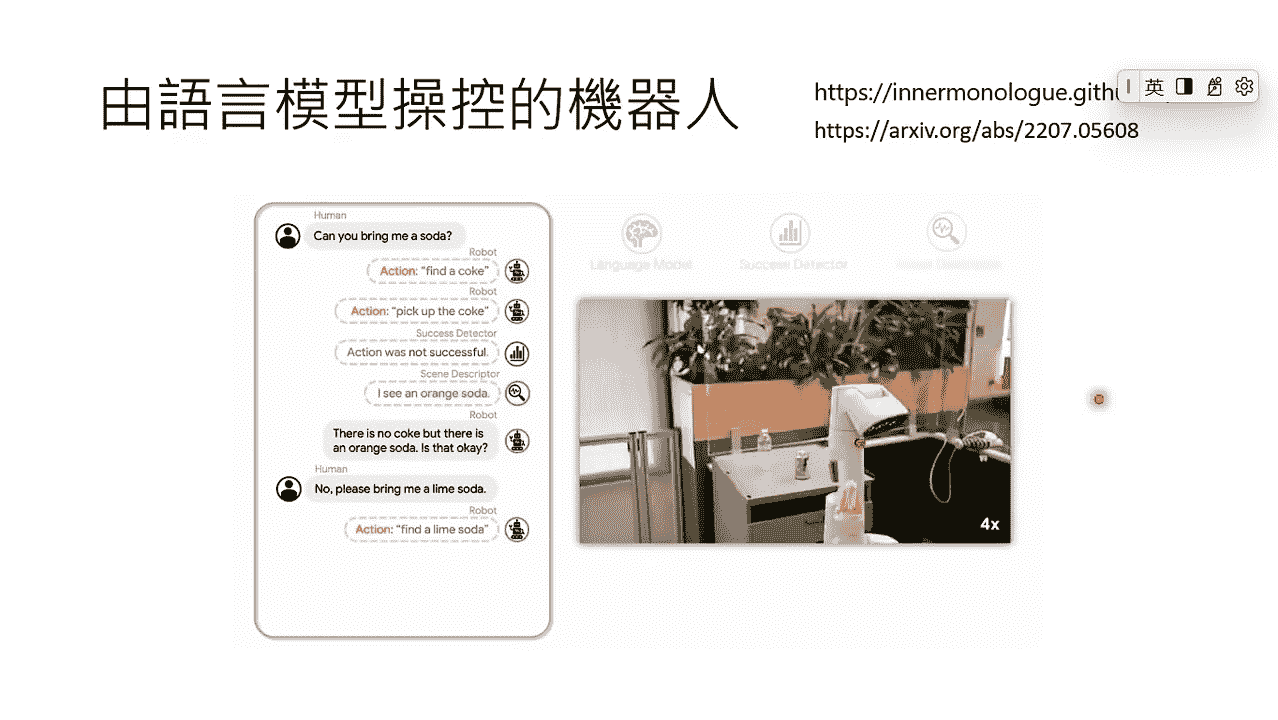 由語言模型操控的機器人
https://innermonologue.githu
英
https://arxiv.org/abs/2207.05608
Human
Can you bring me a soda?
Robot
Action: “find a coke”
Robot
Action: “pick up the coke”
Success Detector
Action was not successful.
Scene Descriptor
I see an orange soda.
Robot
There is no coke but there is
an orange soda. Is that okay?
Human
No, please bring me a lime soda.
Robot
Action: “find a lime soda”
Language Model
Success Detector
4x